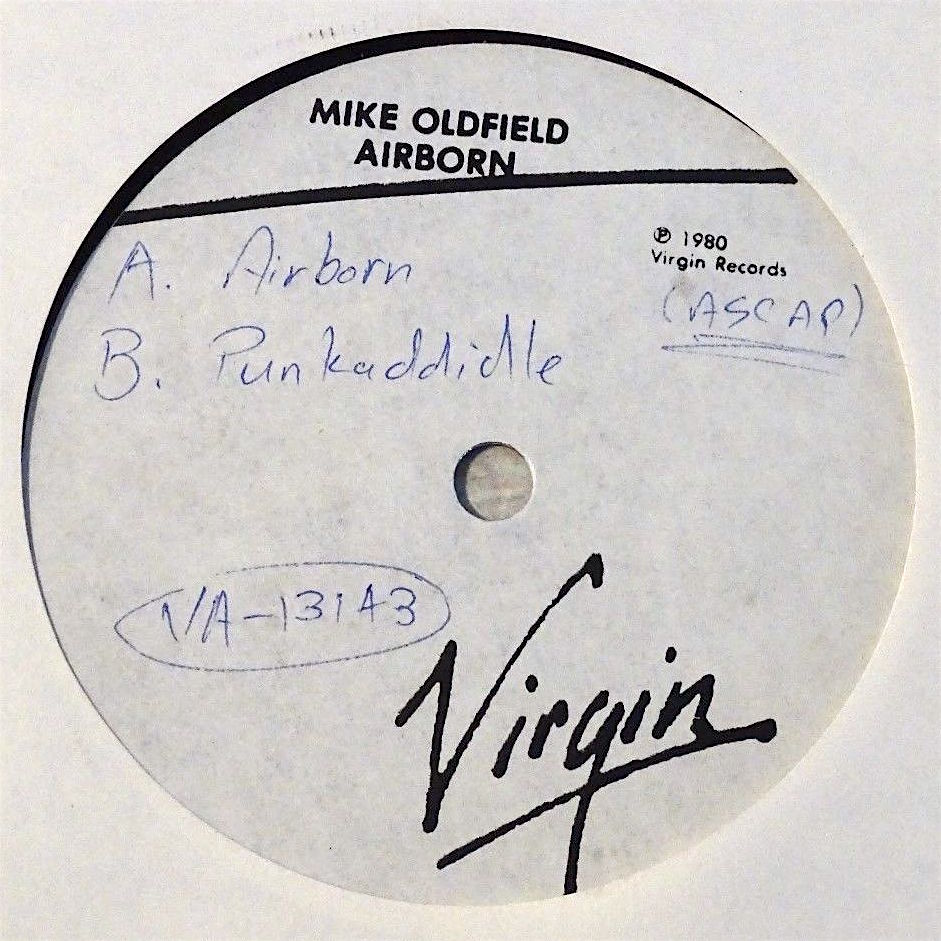 MIKE OLDFIELD
AIRBORN
℗ 1980
Virgin Records
(ASCAP)
A. Airborn
B. Punkaddidle
VA-13143
Virgin